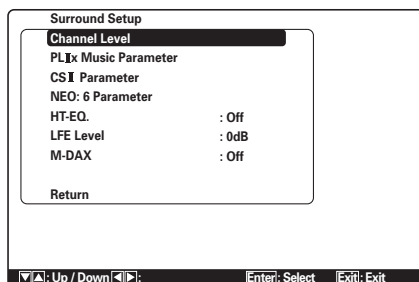 Surround Setup
Channel Level
PLⅡx Music Parameter
CSⅡ Parameter
NEO: 6 Parameter
HT-EQ. : Off
LFE Level : 0dB
M-DAX : Off
Return
▼▲: Up / Down ◀▶: Enter: Select Exit: Exit